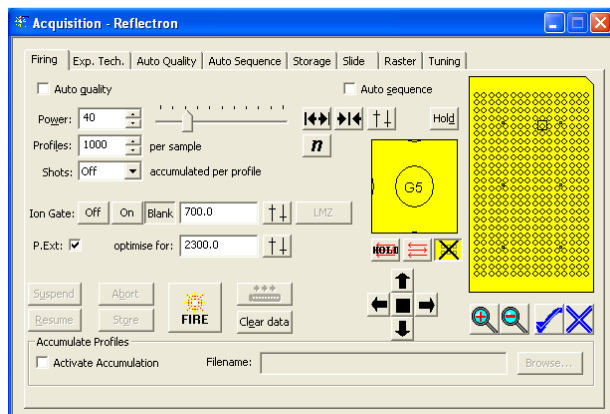 Acquisition - Reflectron
Firing Exp. Tech. Auto Quality Auto Sequence Storage Slide Raster Tuning
Auto quality Auto sequence
Power: 40 Hold
Profiles: 1000 per sample n
Shots: Off accumulated per profile
G5
Ion Gate: Off On Blank 700.0 LMZ
P.Ext: optimise for: 2300.0 HOLD
Suspend Abort
Resume Store FIRE Clear data
Accumulate Profiles
Activate Accumulation Filename: Browse...